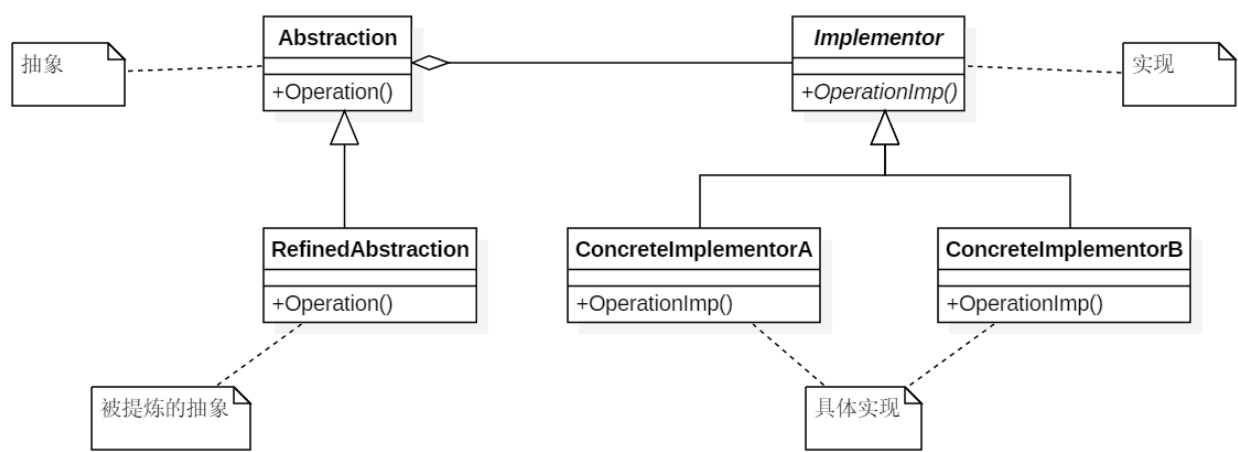 抽象
Abstraction
+Operation()
Implementor
+OperationImp()
实现
RefinedAbstraction
+Operation()
ConcreteImplementorA
+OperationImp()
ConcreteImplementorB
+OperationImp()
被提炼的抽象
具体实现